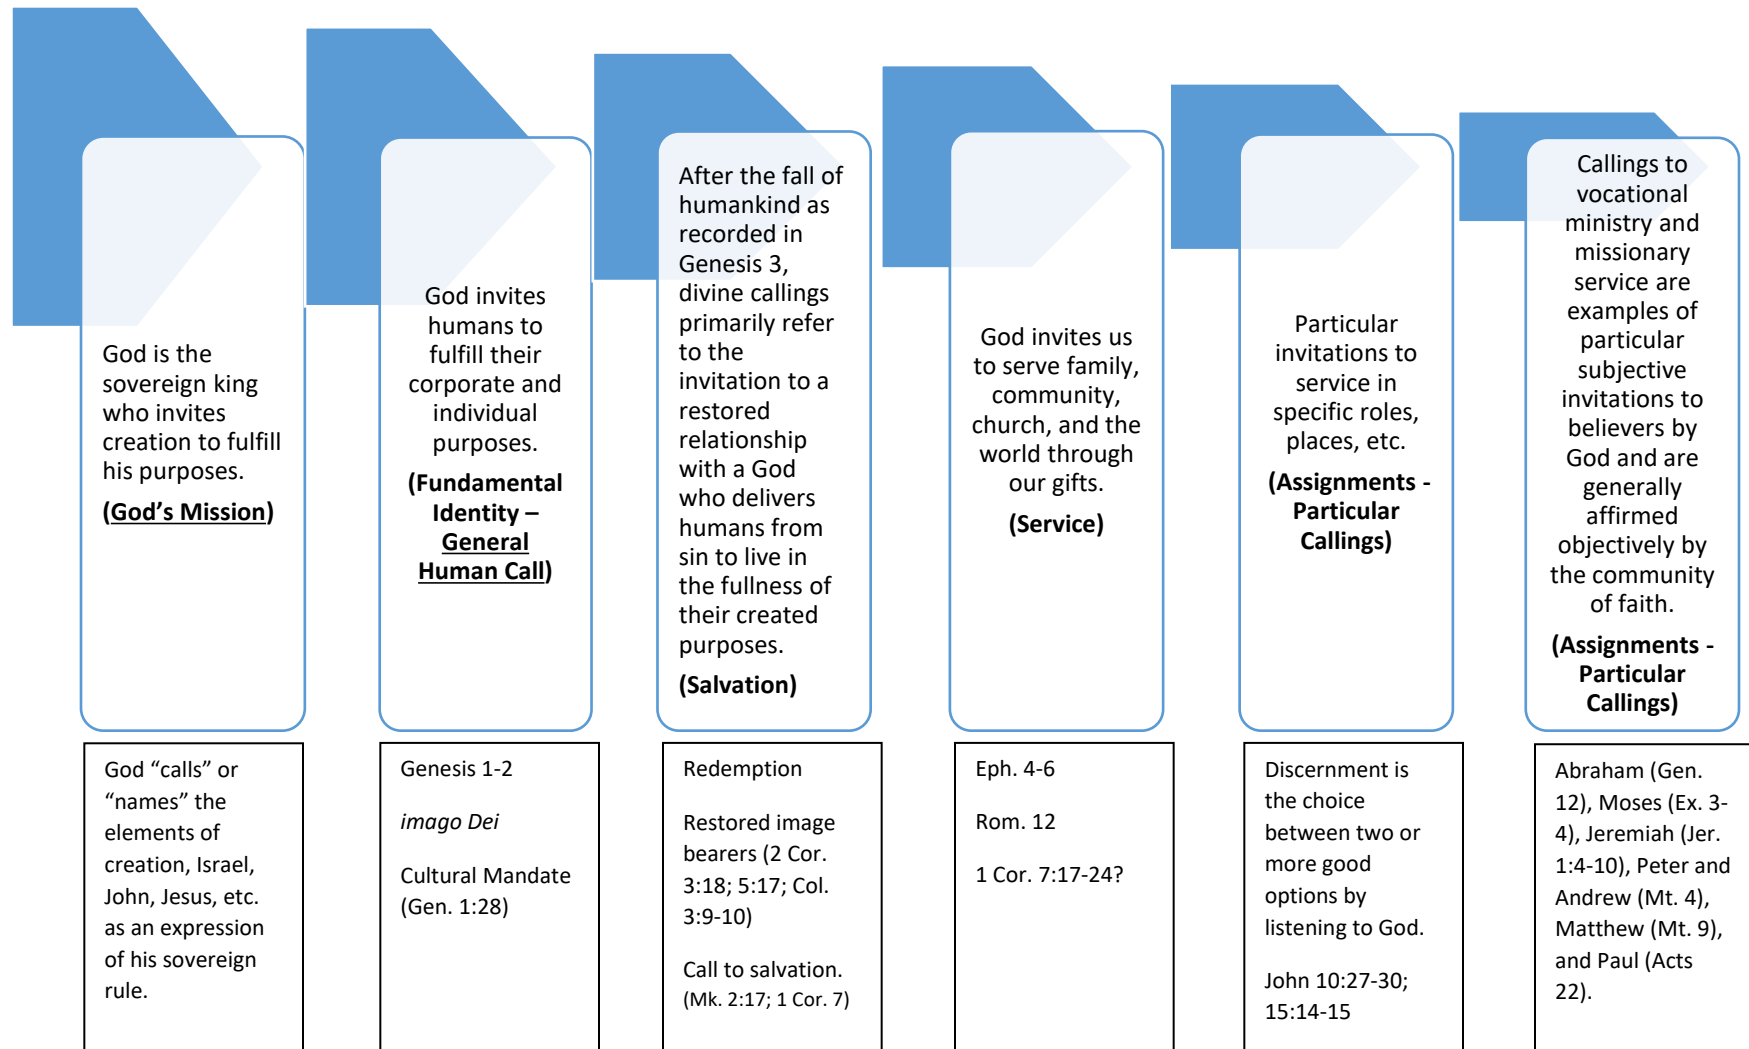 God is the
sovereign king
who invites
creation to fulfill
his purposes.
(God’s Mission)
God invites
humans to
fulfill their
corporate and
individual
purposes.
(Fundamental
Identity –
General
Human Call)
After the fall of
humankind as
recorded in
Genesis 3,
divine callings
primarily refer
to the
invitation to a
restored
relationship
with a God
who delivers
humans from
sin to live in
the fullness of
their created
purposes.
(Salvation)
God invites us
to serve family,
community,
church, and the
world through
our gifts.
(Service)
Particular
invitations to
service in
specific roles,
places, etc.
(Assignments -
Particular
Callings)
Callings to
vocational
ministry and
missionary
service are
examples of
particular
subjective
invitations to
believers by
God and are
generally
affirmed
objectively by
the community
of faith.
(Assignments -
Particular
Callings)
God “calls” or
“names” the
elements of
creation, Israel,
John, Jesus, etc.
as an expression
of his sovereign
rule.
Genesis 1-2
imago Dei
Cultural Mandate
(Gen. 1:28)
Redemption
Restored image
bearers (2 Cor.
3:18; 5:17; Col.
3:9-10)
Call to salvation.
(Mk. 2:17; 1 Cor. 7)
Eph. 4-6
Rom. 12
1 Cor. 7:17-24?
Discernment is
the choice
between two or
more good
options by
listening to God.
John 10:27-30;
15:14-15
Abraham (Gen.
12), Moses (Ex. 3-
4), Jeremiah (Jer.
1:4-10), Peter and
Andrew (Mt. 4),
Matthew (Mt. 9),
and Paul (Acts
22).